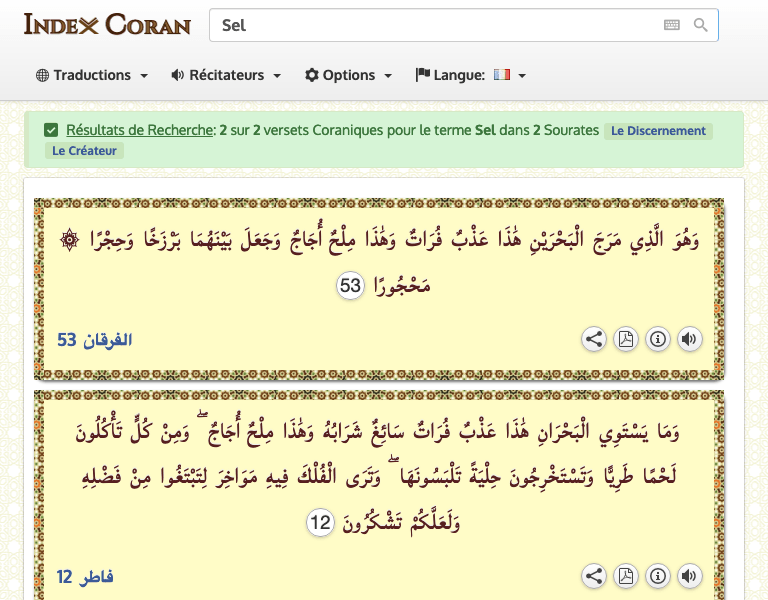 INDEX CORAN
Sel
Traductions Récitateurs Options Langue:
Résultats de Recherche: 2 sur 2 versets Coraniques pour le terme Sel dans 2 Sourates Le Discernement
Le Créateur
وَهُوَ الَّذِي مَرَجَ الْبَحْرَيْنِ هَٰذَا عَذْبٌ فُرَاتٌ وَهَٰذَا مِلْحٌ أُجَاجٌ وَجَعَلَ بَيْنَهُمَا بَرْزَخًا وَحِجْرًا ۞
مَحْجُورًا 53
الفرقان 53
وَمَا يَسْتَوِي الْبَحْرَانِ هَٰذَا عَذْبٌ فُرَاتٌ سَائِغٌ شَرَابُهُ وَهَٰذَا مِلْحٌ أُجَاجٌ ۖ وَمِنْ كُلٍّ تَأْكُلُونَ
لَحْمًا طَرِيًّا وَتَسْتَخْرِجُونَ حِلْيَةً تَلْبَسُونَهَا ۖ وَتَرَى الْفُلْكَ فِيهِ مَوَاخِرَ لِتَبْتَغُوا مِنْ فَضْلِهِ
وَلَعَلَّكُمْ تَشْكُرُونَ 12
فاطر 12